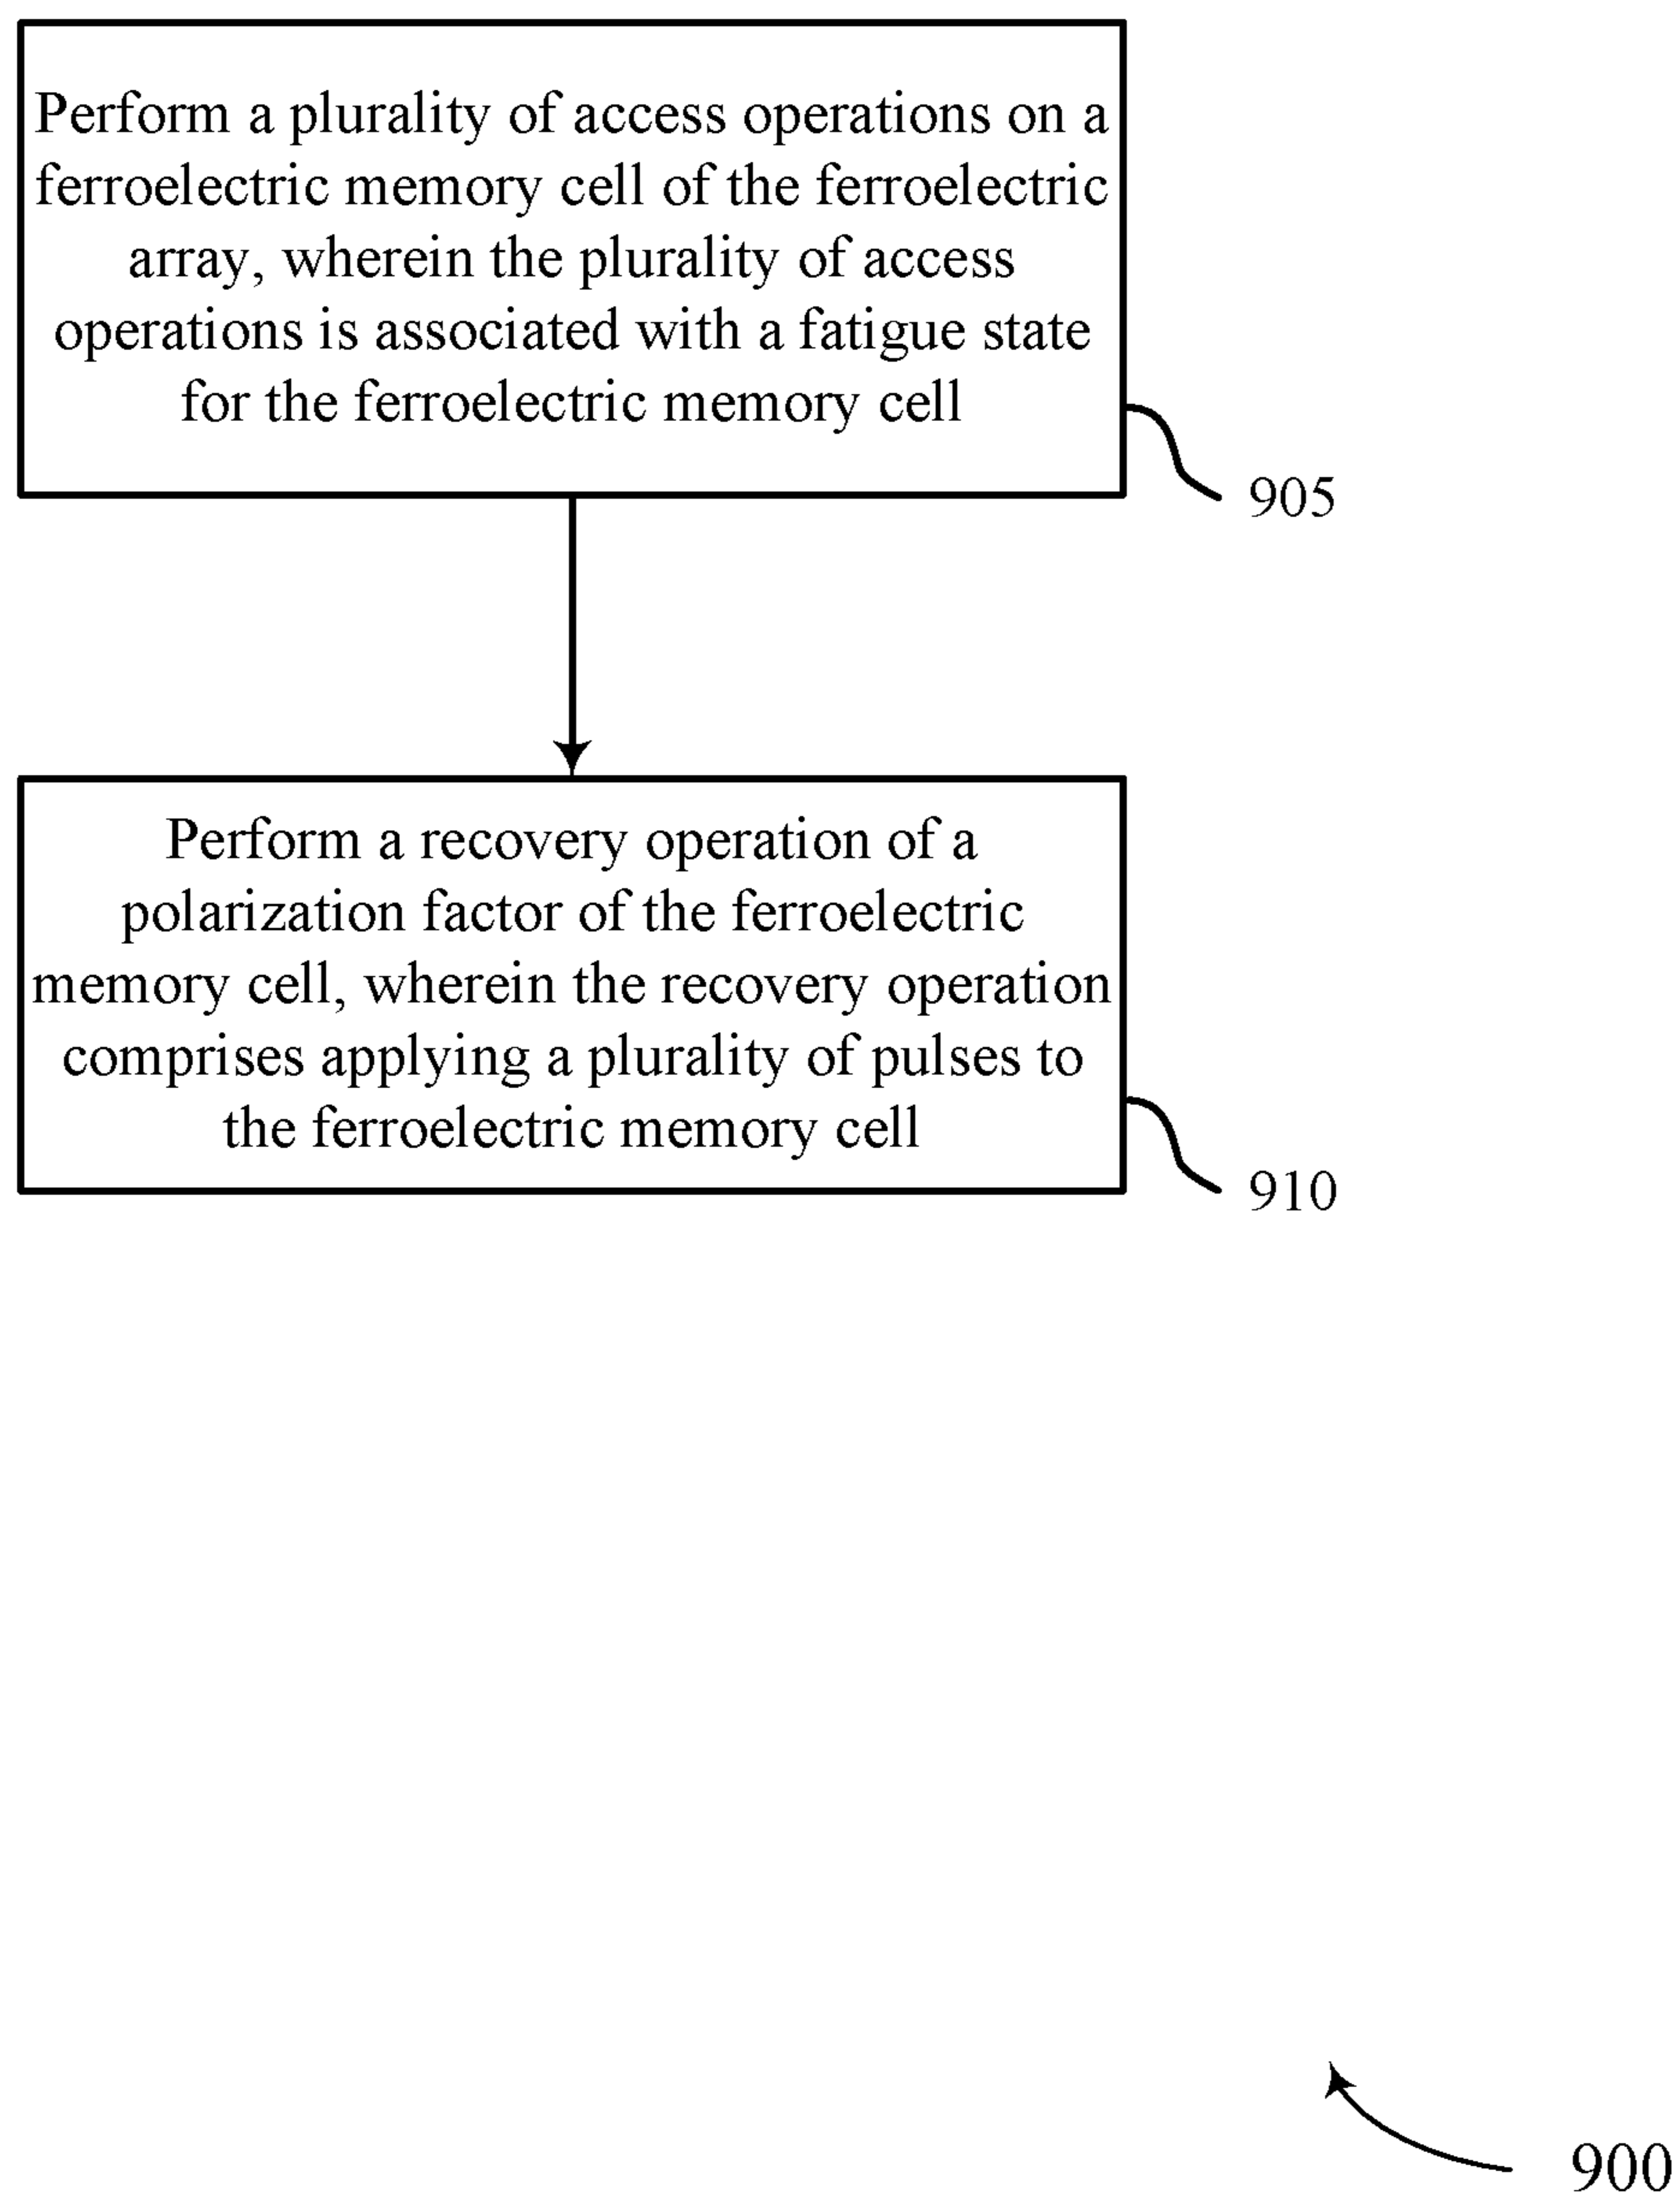 Perform a plurality of access operations on a
ferroelectric memory cell of the ferroelectric
array, wherein the plurality of access
operations is associated with a fatigue state
for the ferroelectric memory cell
905
Perform a recovery operation of a
polarization factor of the ferroelectric
memory cell, wherein the recovery operation
comprises applying a plurality of pulses to
the ferroelectric memory cell
910
900